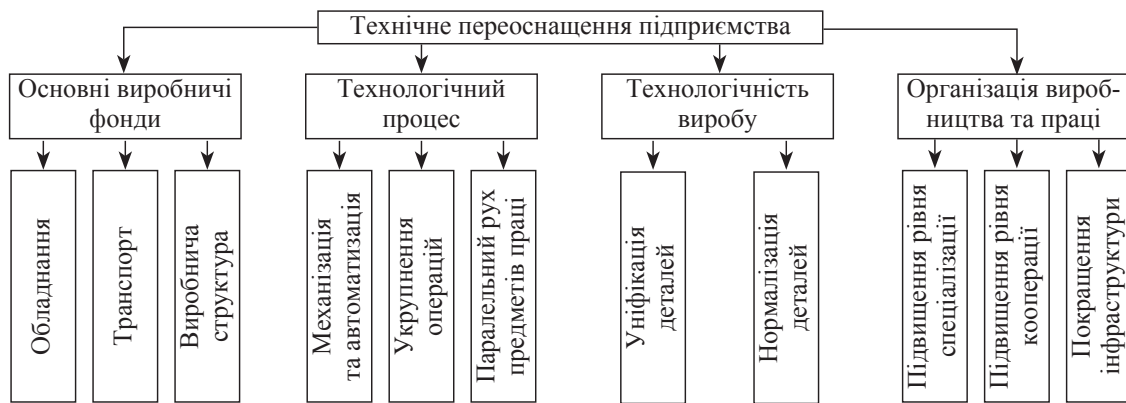 Технічне переоснащення підприємства
Основні виробничі
фонди
Технологічний
процес
Технологічність
виробу
Організація вироб-
ництва та праці
Обладнання
Транспорт
Виробнича
структура
Механізація
та автоматизація
Укрупнення
операцій
Паралельний рух
предметів праці
Уніфікація
деталей
Нормалізація
деталей
Підвищення рівня
спеціалізації
Підвищення рівня
кооперації
Покращення
інфраструктури